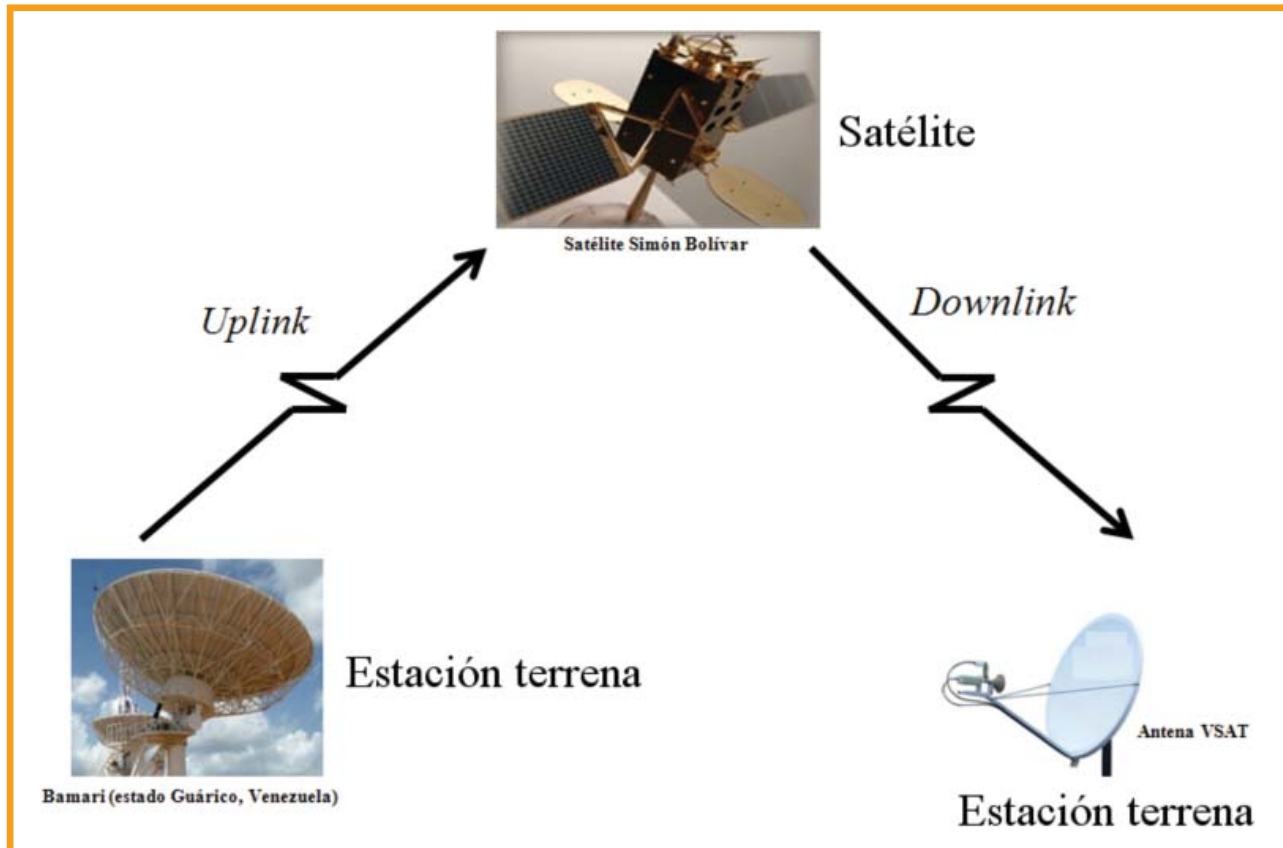 Satélite
Satélite Simón Bolívar
Uplink
Downlink
Estación terrena
Bamari (estado Guárico, Venezuela)
Antena VSAT
Estación terrena